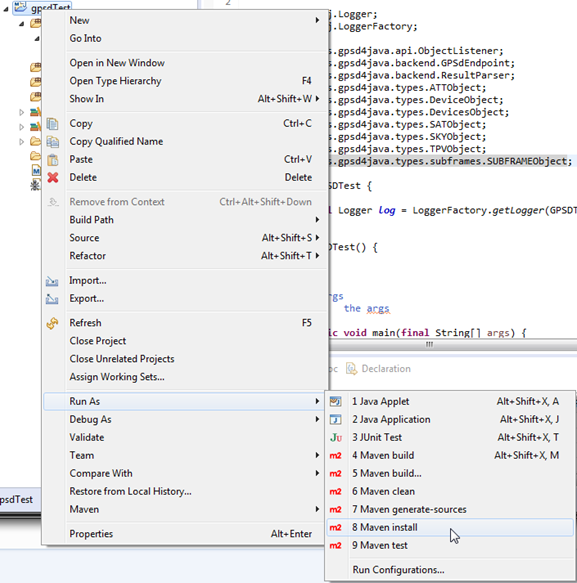 gpsdTest
2
New
Go Into
Open in New Window
Open Type Hierarchy F4
Show In Alt+Shift+W
Copy Ctrl+C
Copy Qualified Name
Paste Ctrl+V
Delete Delete
Remove from Context Ctrl+Alt+Shift+Down
Build Path
Source Alt+Shift+S
Refactor Alt+Shift+T
Import...
Export...
Refresh F5
Close Project
Close Unrelated Projects
Assign Working Sets...
Run As
Debug As
Validate
Team
Compare With
Restore from Local History...
Maven
Properties Alt+Enter
j.Logger;
j.LoggerFactory;
s.gpsd4java.api.ObjectListener;
s.gpsd4java.backend.GPSdEndpoint;
s.gpsd4java.backend.ResultParser;
s.gpsd4java.types.ATTObject;
s.gpsd4java.types.DeviceObject;
s.gpsd4java.types.DevicesObject;
s.gpsd4java.types.SATObject;
s.gpsd4java.types.SKYObject;
s.gpsd4java.types.TPVObject;
s.gpsd4java.types.subframes.SUBFRAMEObject;
SDTest {
l Logger log = LoggerFactory.getLogger(GPSDT
DTest() {
rgs
the args
ic void main(final String[] args) {
oc Declaration
1 Java Applet Alt+Shift+X, A
2 Java Application Alt+Shift+X, J
JU 3 JUnit Test Alt+Shift+X, T
m2 4 Maven build Alt+Shift+X, M
m2 5 Maven build...
m2 6 Maven clean
m2 7 Maven generate-sources
m2 8 Maven install
m2 9 Maven test
Run Configurations...
psdTest